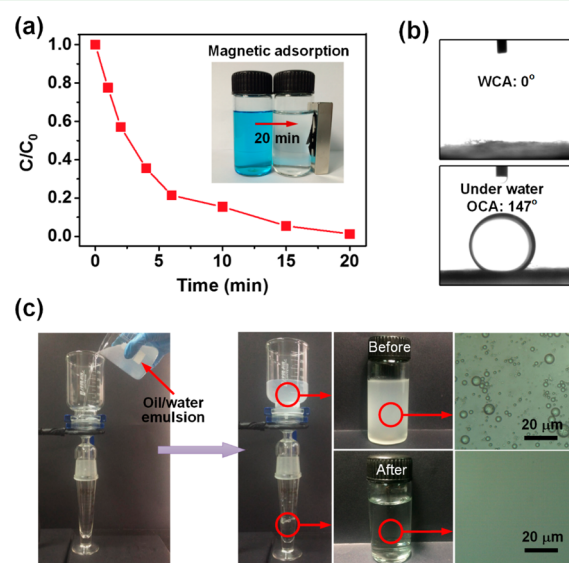 (a)
1.0
0.8
0.6
0.4
0.2
0.0
C/C0
0
5
10
15
20
Time (min)
Magnetic adsorption
20 min
(b)
WCA: 0°
Under water
OCA: 147°
(c)
Oil/water
emulsion
Before
20 µm
After
20 µm